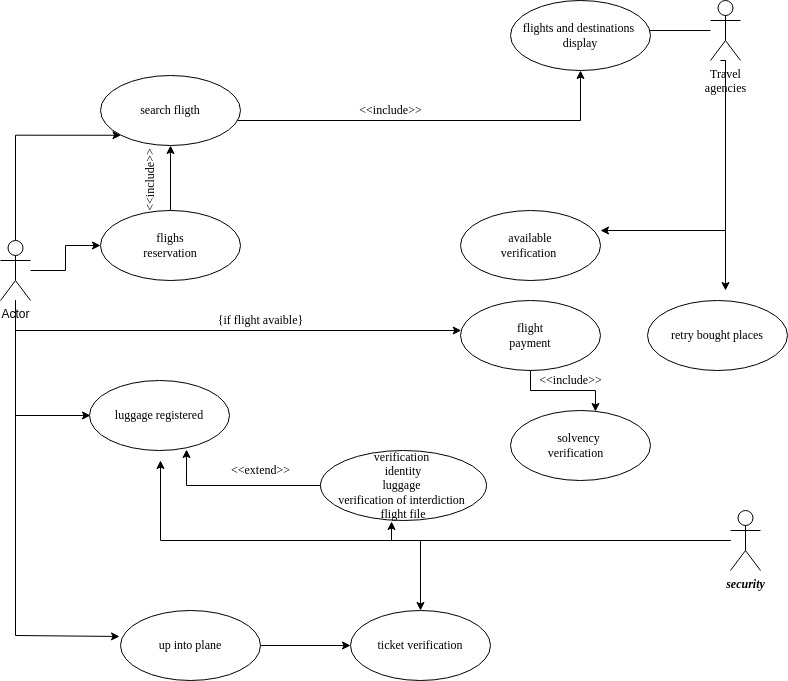 flights and destinations
display
Travel
agencies
search fligth
<<include>>
<<include>>
flighs
reservation
available
verification
Actor
{if flight avaible}
flight
payment
retry bought places
<<include>>
luggage registered
solvency
verification
verification
identity
luggage
verification of interdiction
flight file
<<extend>>
security
up into plane
ticket verification